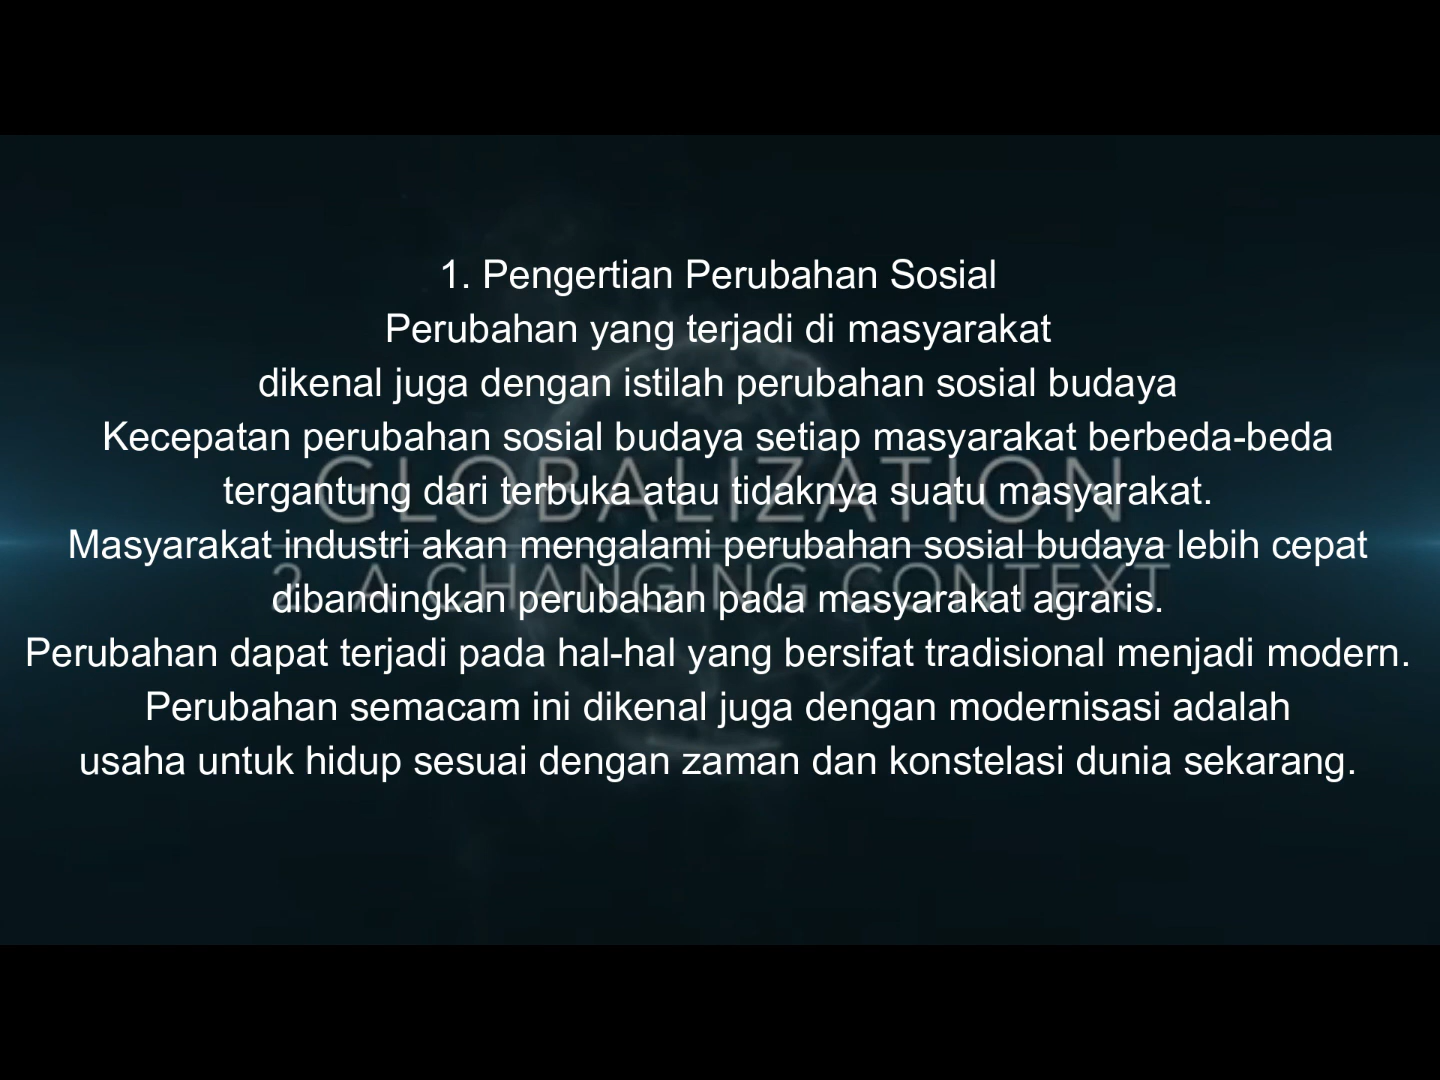 1. Pengertian Perubahan Sosial
Perubahan yang terjadi di masyarakat
dikenal juga dengan istilah perubahan sosial budaya
Kecepatan perubahan sosial budaya setiap masyarakat berbeda-beda
tergantung dari terbuka atau tidaknya suatu masyarakat.
Masyarakat industri akan mengalami perubahan sosial budaya lebih cepat
dibandingkan perubahan pada masyarakat agraris.
Perubahan dapat terjadi pada hal-hal yang bersifat tradisional menjadi modern.
Perubahan semacam ini dikenal juga dengan modernisasi adalah
usaha untuk hidup sesuai dengan zaman dan konstelasi dunia sekarang.
GLOBALIZATION
2. A CHANGING CONTEXT